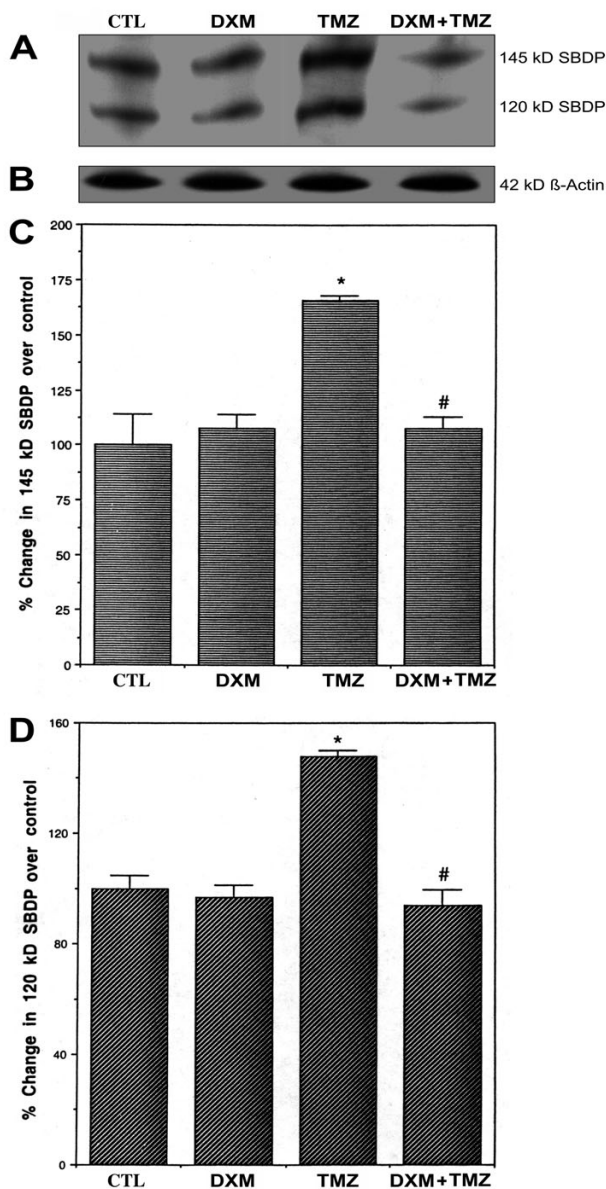 CTL DXM TMZ DXM+TMZ
A
145 kD SBDP
120 kD SBDP
B
42 kD ß-Actin
C
% Change in 145 kD SBDP over control
200
175
150
125
100
75
50
25
0
*
#
CTL DXM TMZ DXM+TMZ
D
% Change in 120 kD SBDP over control
160
120
80
40
0
*
#
CTL DXM TMZ DXM+TMZ